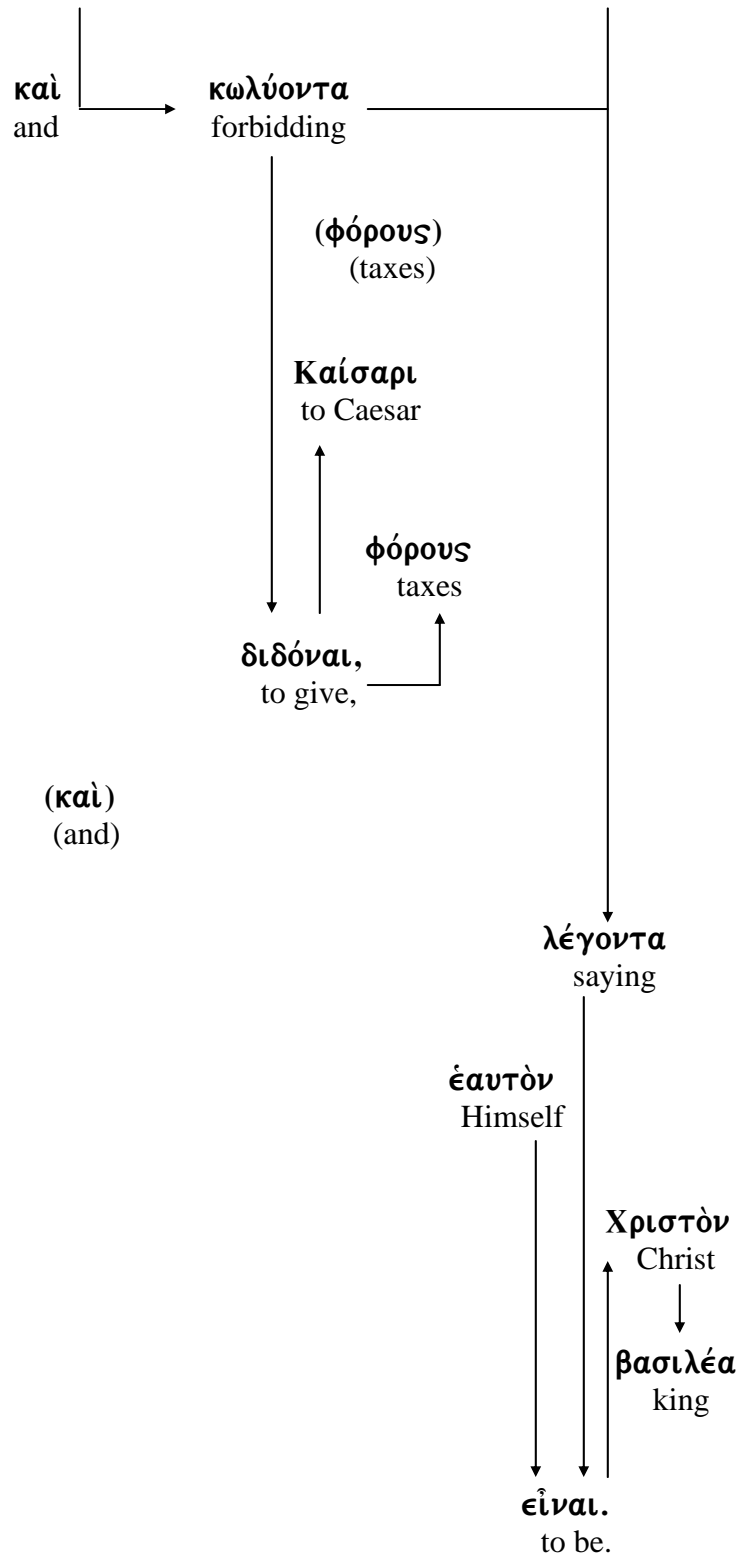 καὶ κωλύοντα
and forbidding
(φόρους)
(taxes)
Καίσαρι
to Caesar
φόρους
taxes
διδόναι,
to give,
(καὶ)
(and)
λέγοντα
saying
ἑαυτὸν
Himself
Χριστὸν
Christ
βασιλέα
king
εἶναι.
to be.